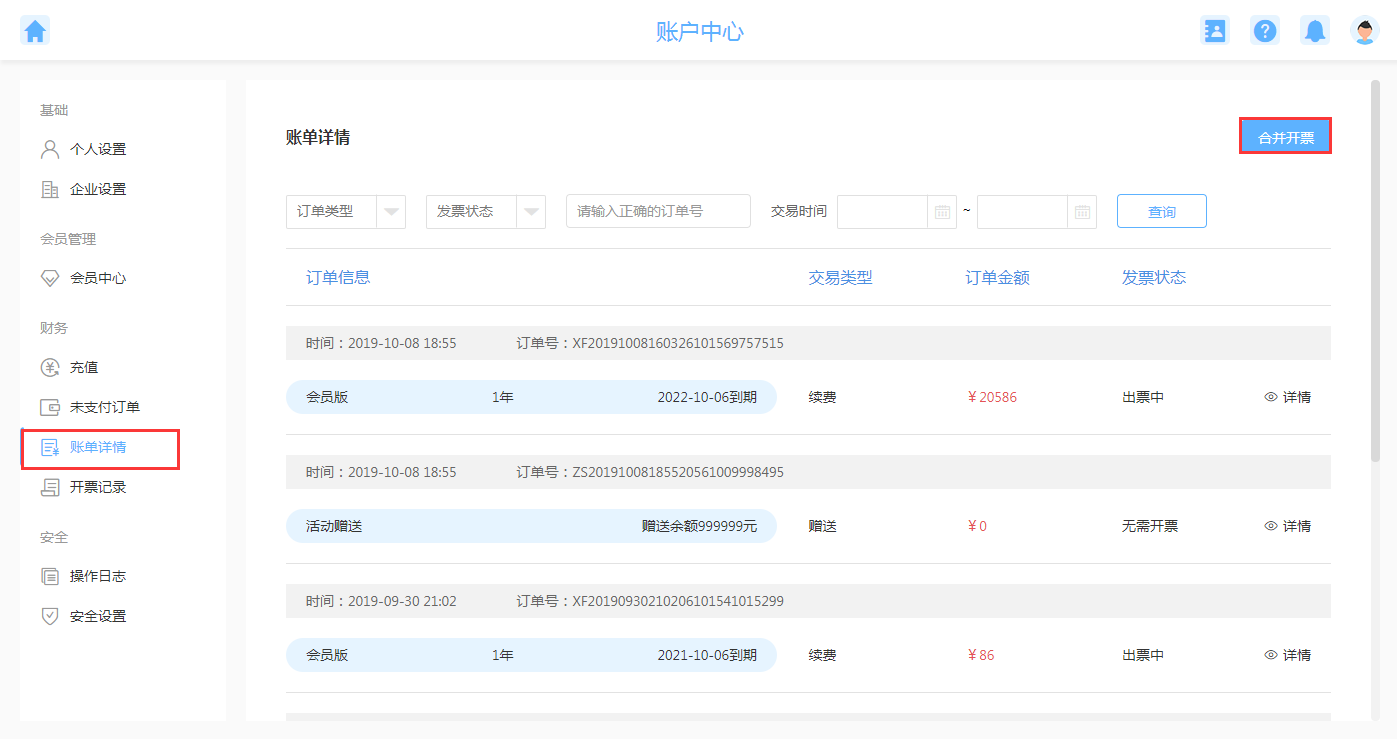 账户中心
基础
个人设置
企业设置
会员管理
会员中心
财务
充值
未支付订单
账单详情
开票记录
安全
操作日志
安全设置
账单详情
合并开票
订单类型 发票状态 请输入正确的订单号 交易时间 ~ 查询
订单信息 交易类型 订单金额 发票状态
时间：2019-10-08 18:55 订单号：XF20191008160326101569757515
会员版 1年 2022-10-06到期 续费 ￥20586 出票中 详情
时间：2019-10-08 18:55 订单号：ZS20191008185520561009998495
活动赠送 赠送余额999999元 赠送 ￥0 无需开票 详情
时间：2019-09-30 21:02 订单号：XF20190930210206101541015299
会员版 1年 2021-10-06到期 续费 ￥86 出票中 详情